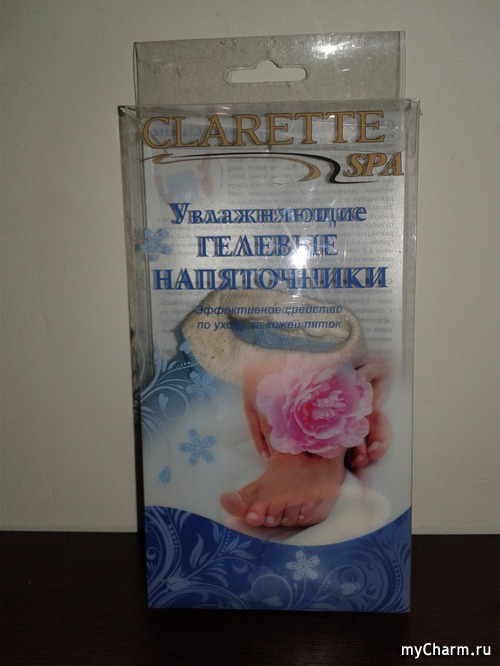 CLARETTE
SPA
Увлажняющие
ГЕЛЕВЫЕ
НАПЯТОЧНИКИ
Эффективное средство
по уходу за кожей пяток
myCharm.ru